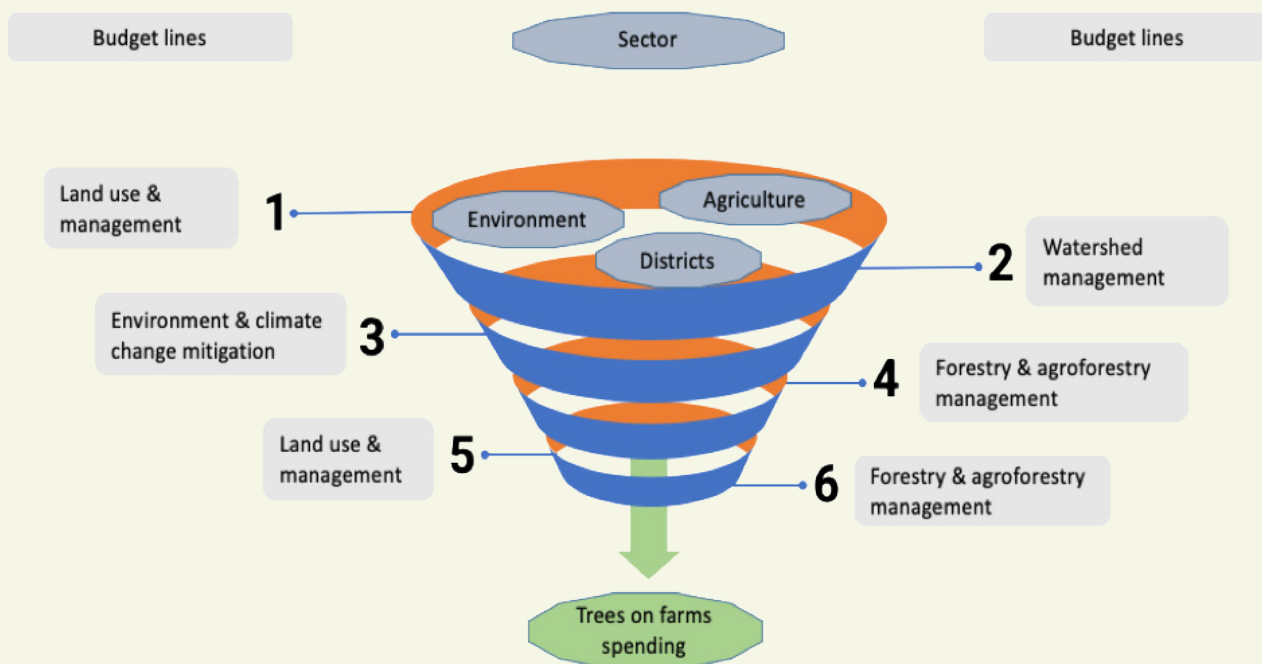 Budget lines
Sector
Budget lines
Land use &
management
1
Environment
Agriculture
Districts
2
Watershed
management
Environment & climate
change mitigation
3
4
Forestry & agroforestry
management
Land use &
management
5
6
Forestry & agroforestry
management
Trees on farms
spending